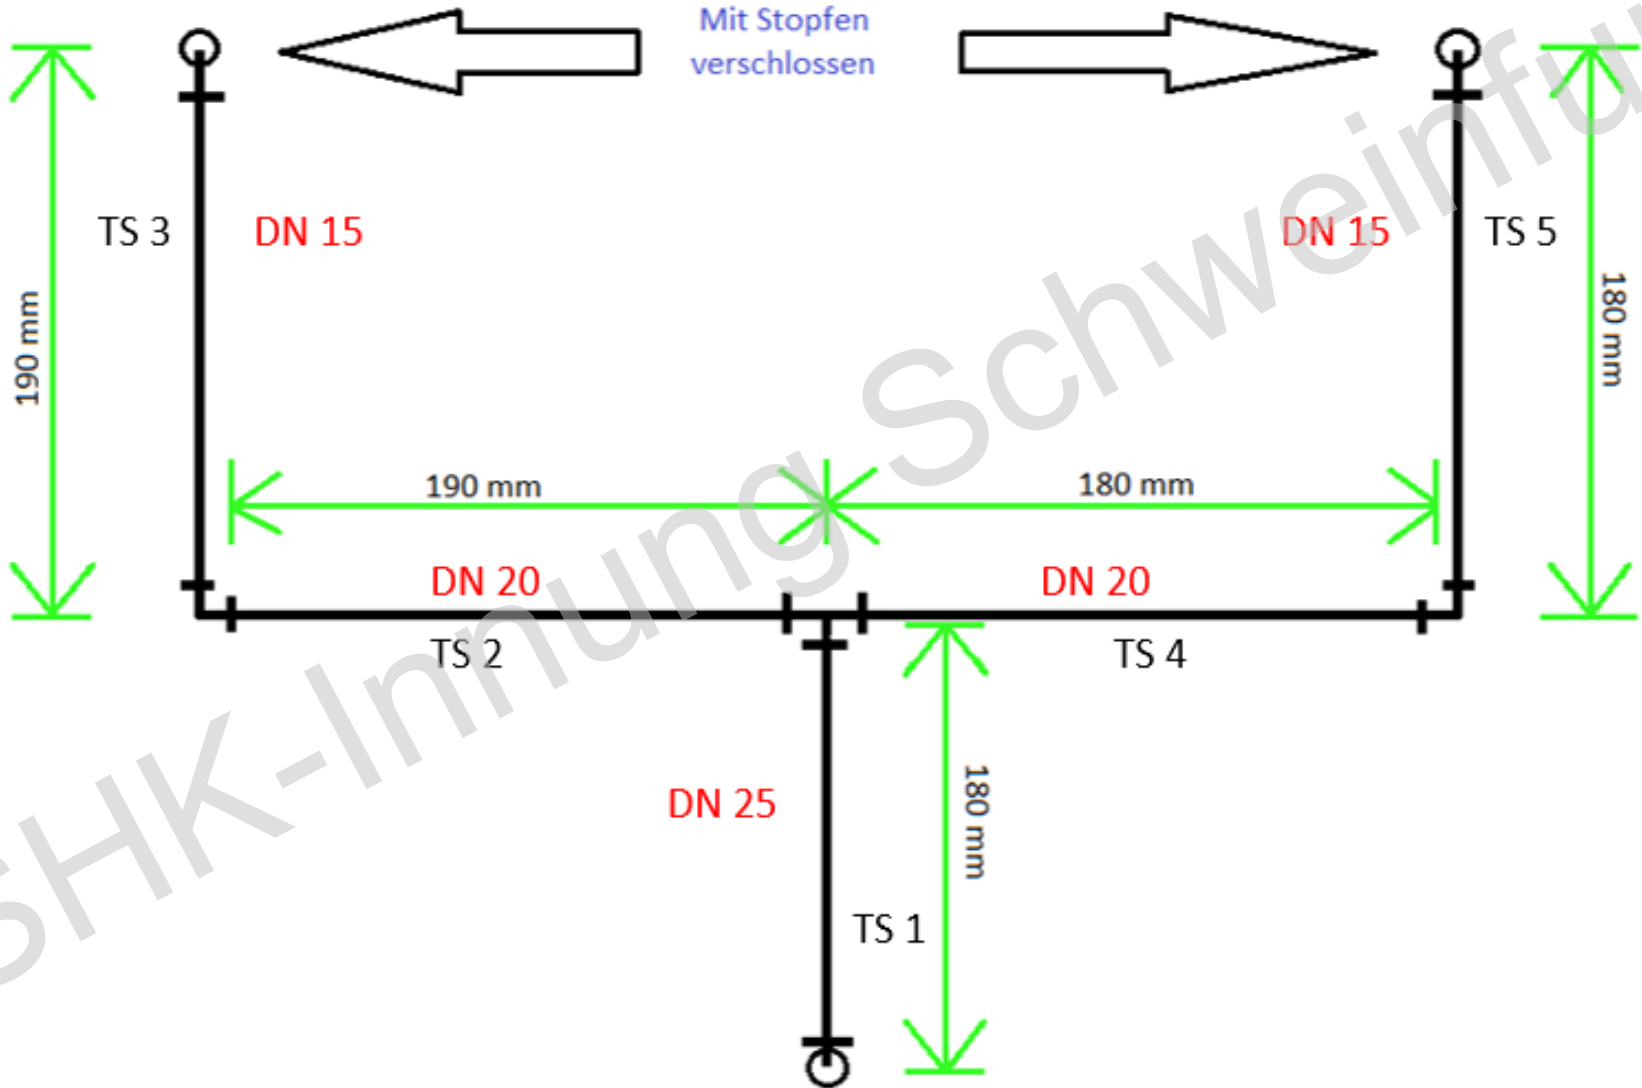 Mit Stopfen
verschlossen
TS 3
DN 15
DN 15
TS 5
190 mm
180 mm
190 mm
180 mm
DN 20
DN 20
TS 2
TS 4
DN 25
180 mm
TS 1
SHK-Innung Schweinfu